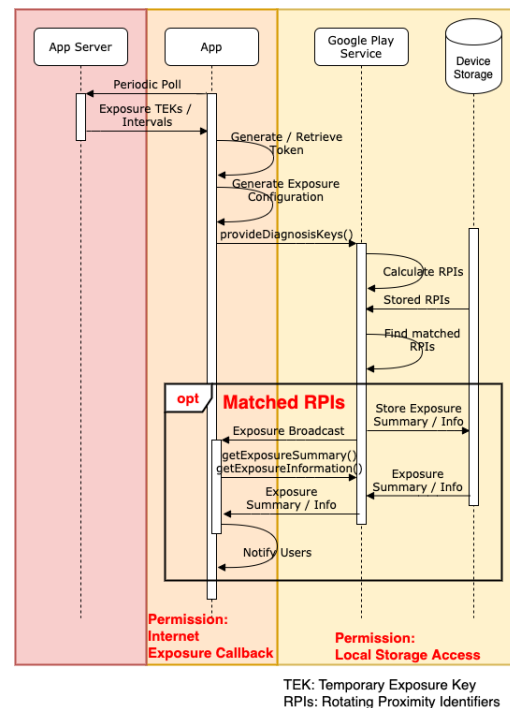 App Server
App
Google Play
Service
Device
Storage
Periodic Poll
Exposure TEKs /
Intervals
Generate / Retrieve
Token
Generate Exposure
Configuration
provideDiagnosisKeys()
Calculate RPIs
Stored RPIs
Find matched
RPIs
opt
Matched RPIs
Store Exposure
Summary / Info
Exposure Broadcast
getExposureSummary()
getExposureInformation()
Exposure
Summary / Info
Exposure
Summary / Info
Notify Users
Permission:
Internet
Exposure Callback
Permission:
Local Storage Access
TEK: Temporary Exposure Key
RPIs: Rotating Proximity Identifiers